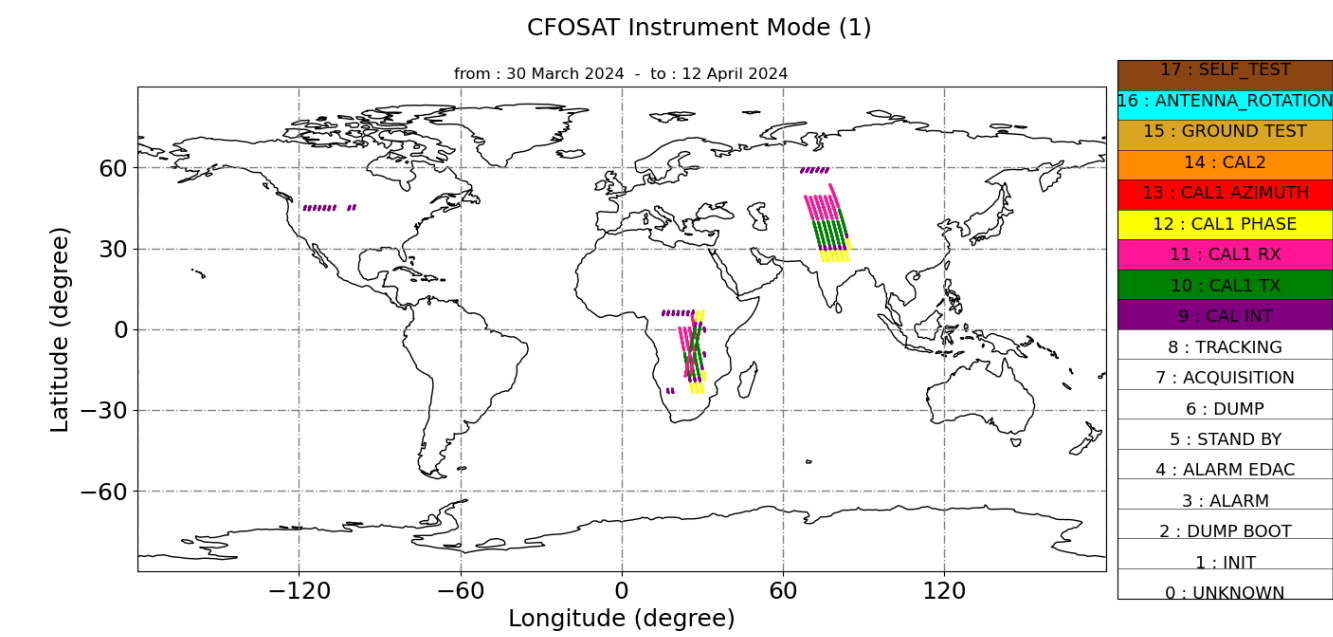 CFOSAT Instrument Mode (1)
from : 30 March 2024 - to : 12 April 2024
17 : SELF_TEST
16 : ANTENNA_ROTATION
15 : GROUND TEST
14 : CAL2
13 : CAL1 AZIMUTH
12 : CAL1 PHASE
11 : CAL1 RX
10 : CAL1 TX
9 : CAL INT
8 : TRACKING
7 : ACQUISITION
6 : DUMP
5 : STAND BY
4 : ALARM EDAC
3 : ALARM
2 : DUMP BOOT
1 : INIT
0 : UNKNOWN
Latitude (degree)
60
30
0
−30
−60
−120
−60
0
60
120
Longitude (degree)